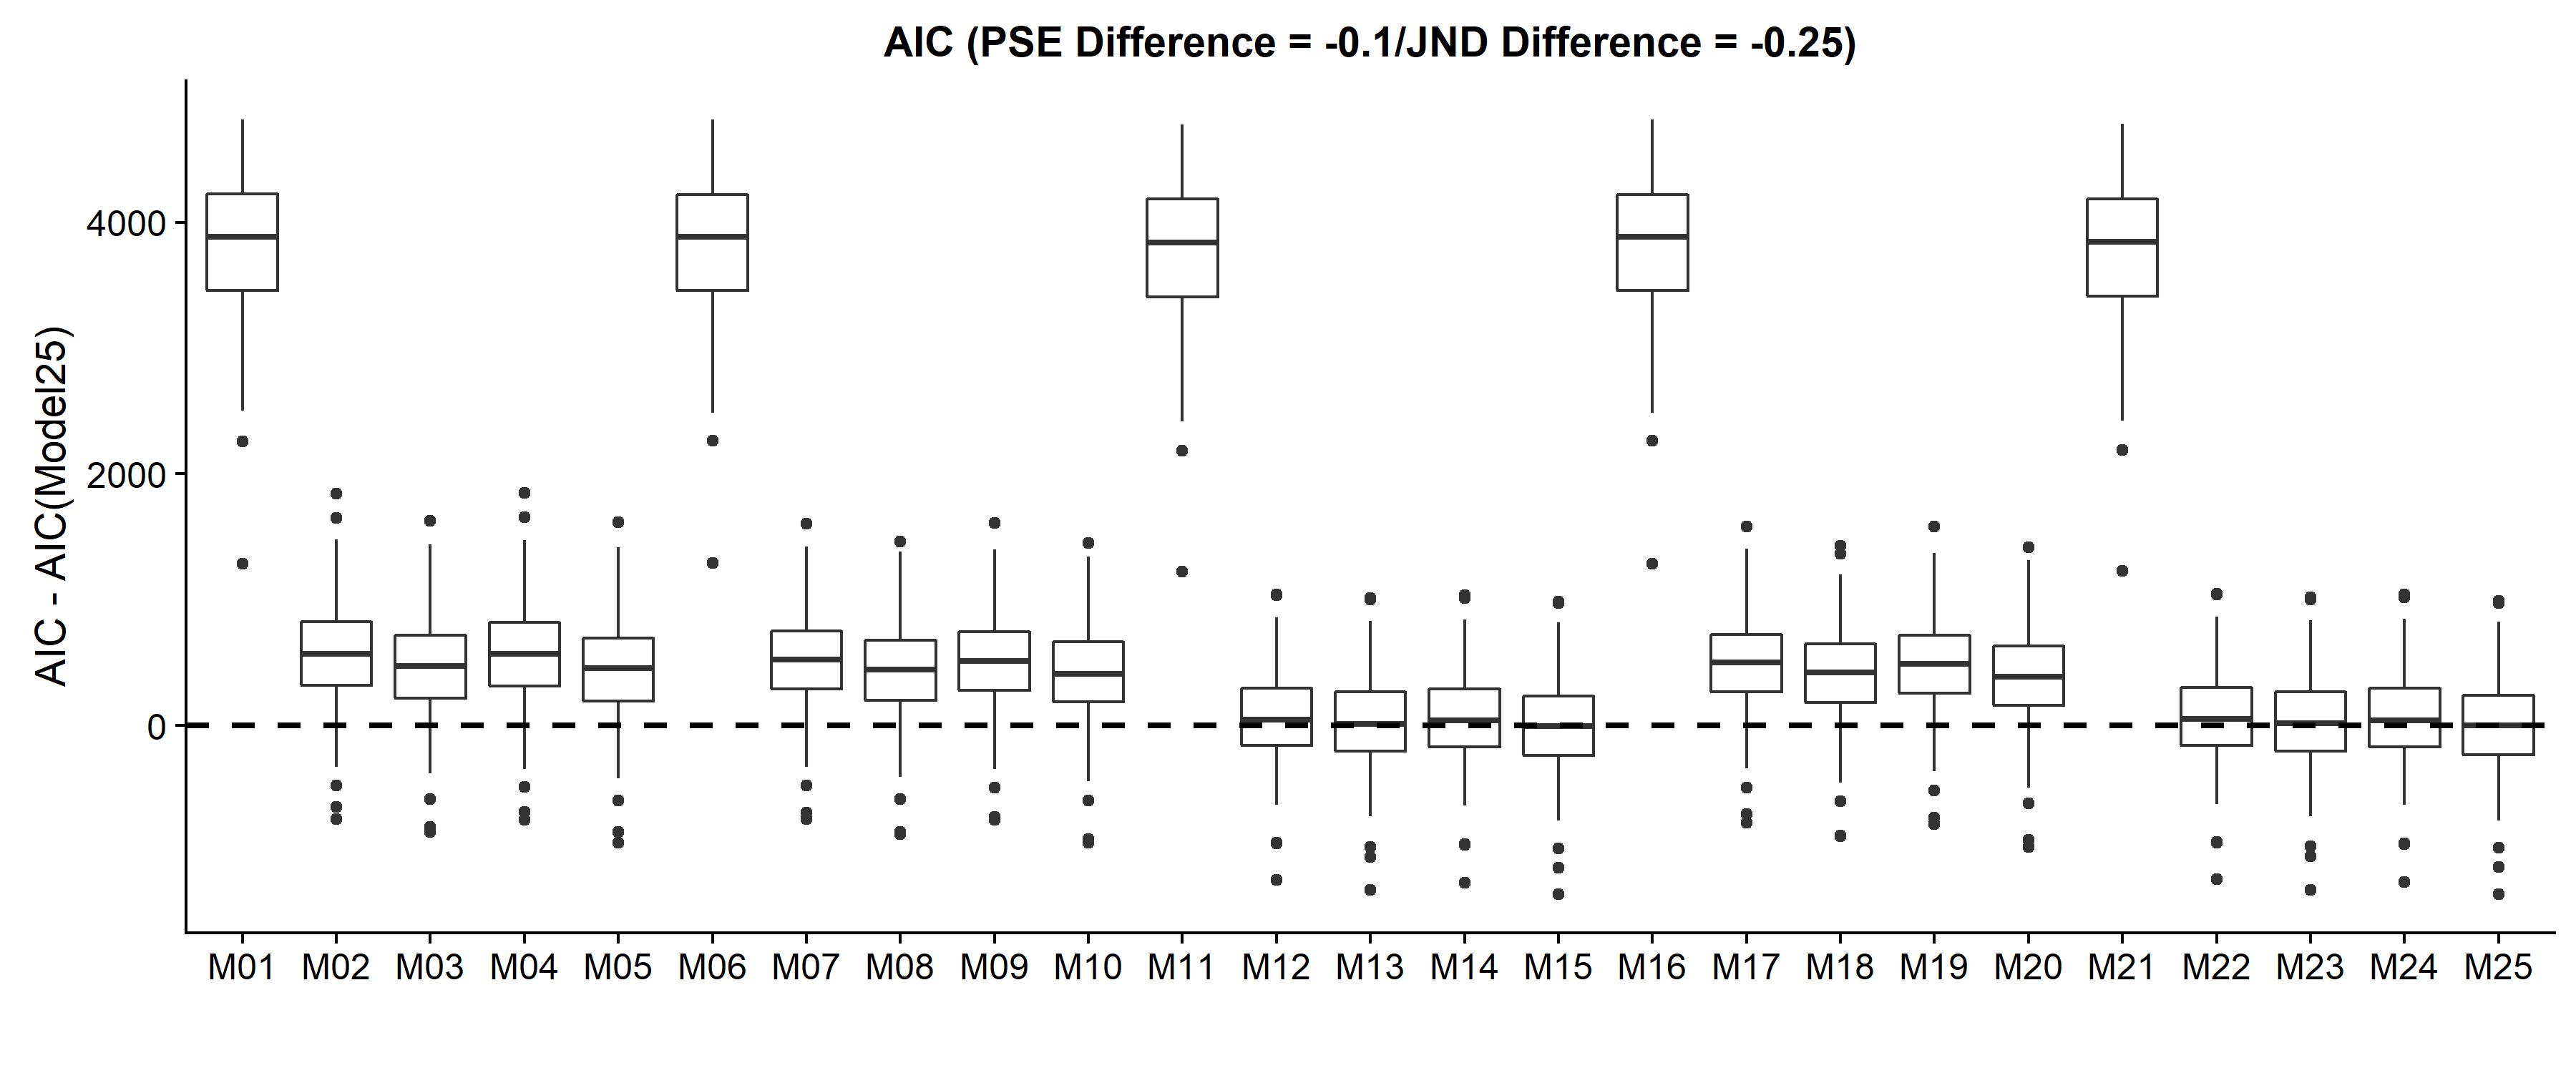 AIC (PSE Difference = -0.1/JND Difference = -0.25)
AIC - AIC(Model25)
4000
2000
0
M01 M02 M03 M04 M05 M06 M07 M08 M09 M10 M11 M12 M13 M14 M15 M16 M17 M18 M19 M20 M21 M22 M23 M24 M25